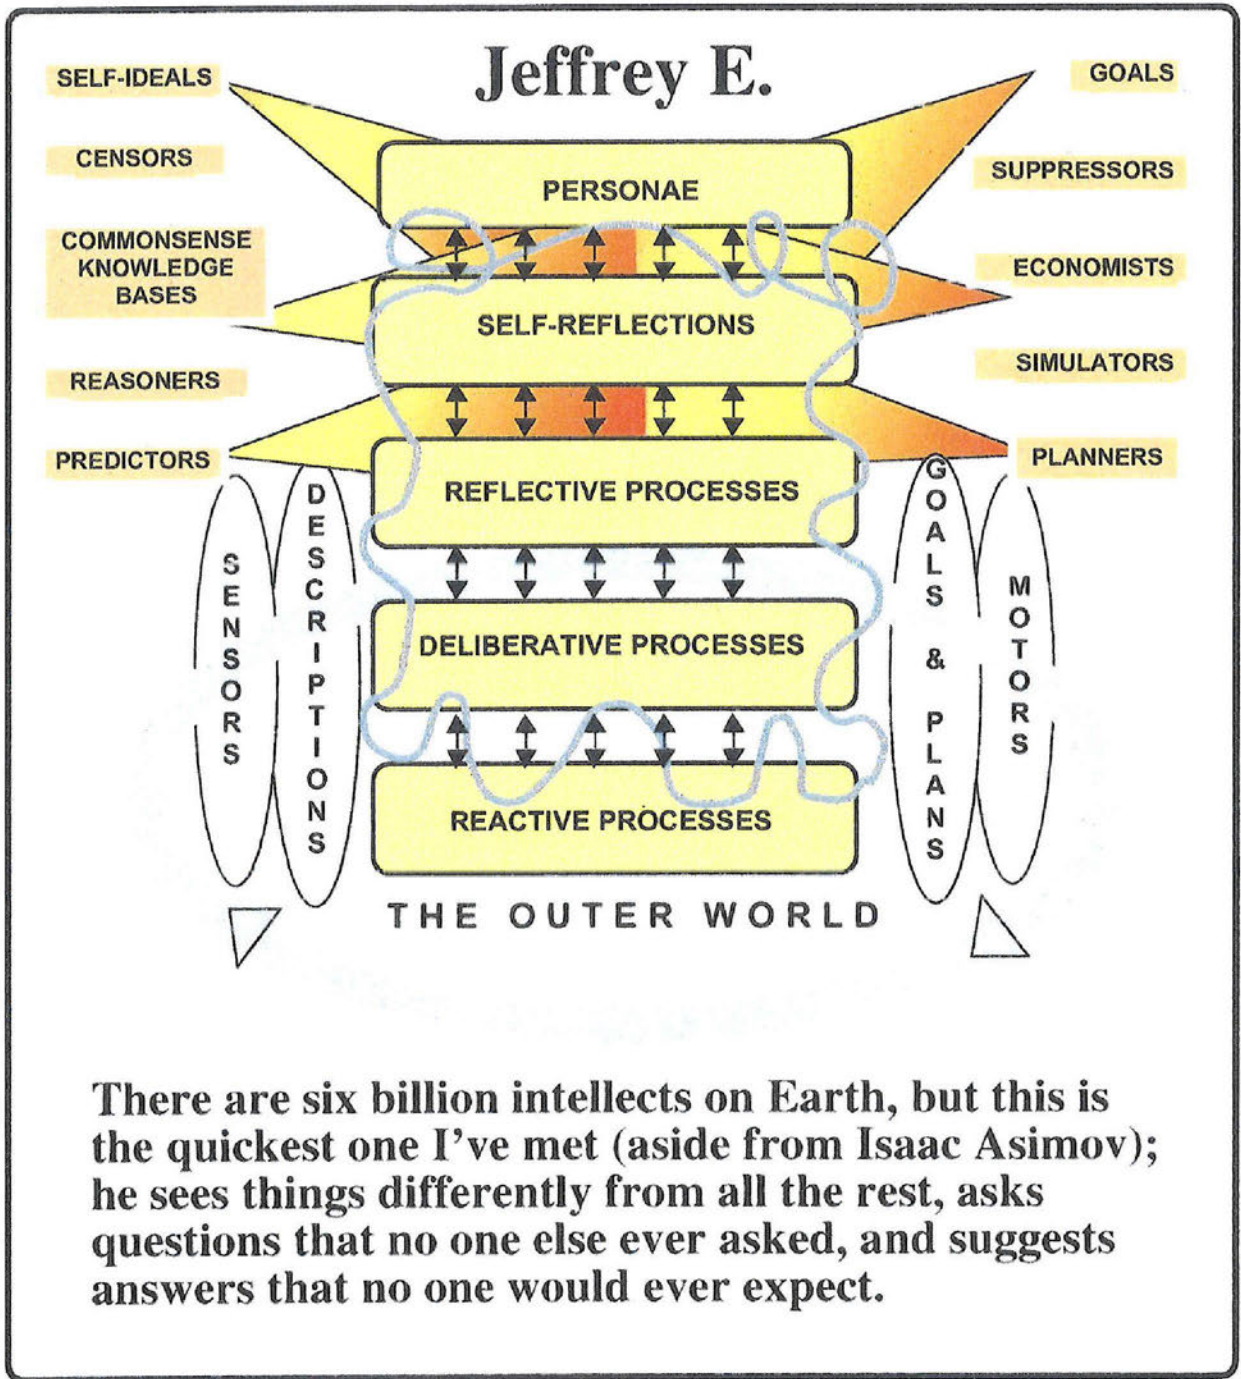 Jeffrey E.
SELF-IDEALS
CENSORS
COMMONSENSE
KNOWLEDGE
BASES
REASONERS
PREDICTORS
GOALS
SUPPRESSORS
ECONOMISTS
SIMULATORS
PLANNERS
PERSONAE
SELF-REFLECTIONS
REFLECTIVE PROCESSES
DELIBERATIVE PROCESSES
REACTIVE PROCESSES
SENSORS
DESCRIPTIONS
GOALS & PLANS
MOTORS
THE OUTER WORLD
There are six billion intellects on Earth, but this is
the quickest one I've met (aside from Isaac Asimov);
he sees things differently from all the rest, asks
questions that no one else ever asked, and suggests
answers that no one would ever expect.